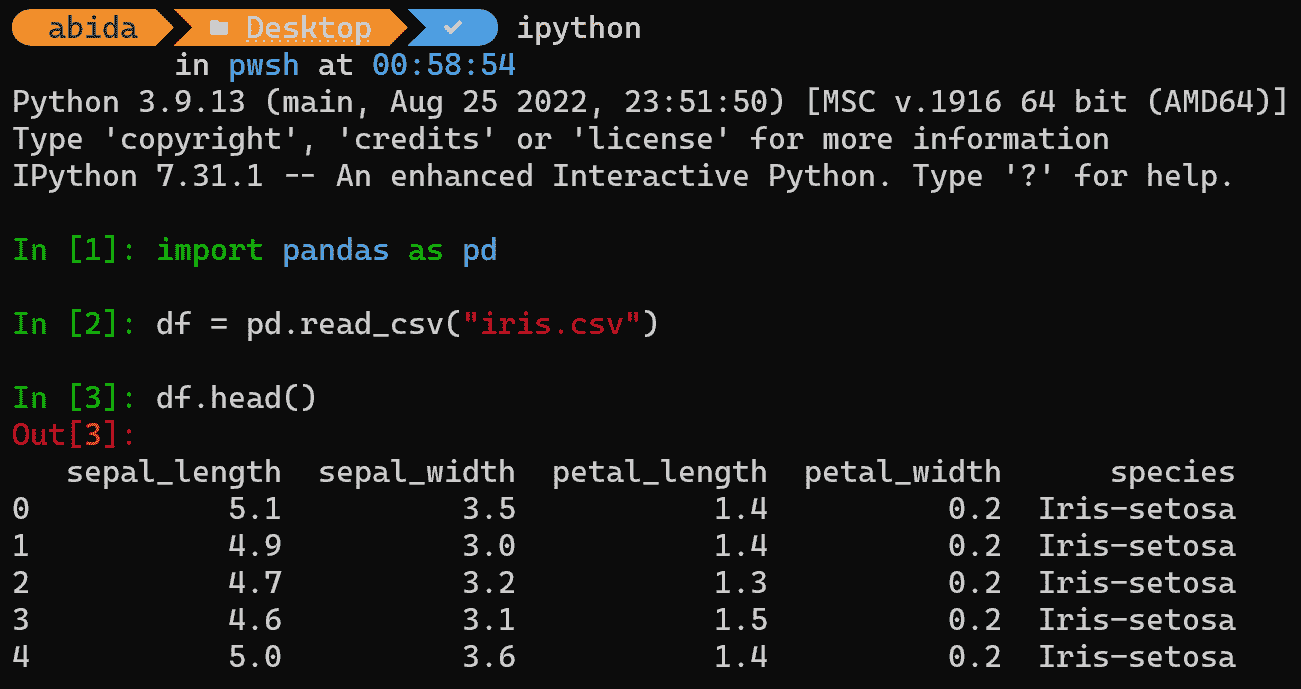 abida Desktop ✓ ipython
in pwsh at 00:58:54
Python 3.9.13 (main, Aug 25 2022, 23:51:50) [MSC v.1916 64 bit (AMD64)]
Type 'copyright', 'credits' or 'license' for more information
IPython 7.31.1 -- An enhanced Interactive Python. Type '?' for help.
In [1]: import pandas as pd
In [2]: df = pd.read_csv("iris.csv")
In [3]: df.head()
Out[3]:
sepal_length sepal_width petal_length petal_width species
0 5.1 3.5 1.4 0.2 Iris-setosa
1 4.9 3.0 1.4 0.2 Iris-setosa
2 4.7 3.2 1.3 0.2 Iris-setosa
3 4.6 3.1 1.5 0.2 Iris-setosa
4 5.0 3.6 1.4 0.2 Iris-setosa